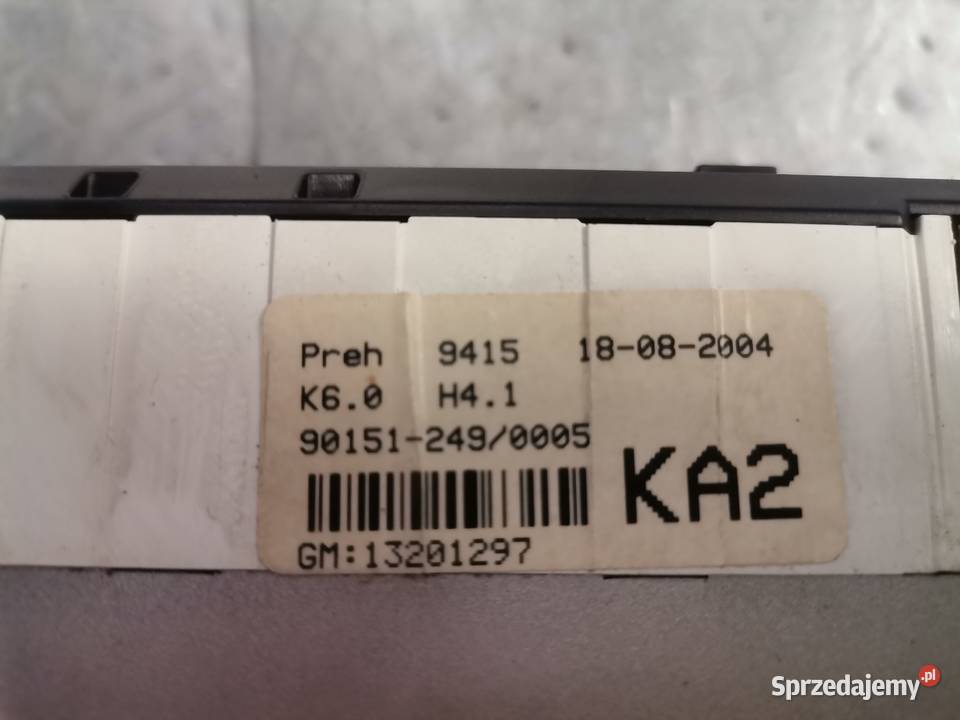 Preh 9415 18-08-2004
K6.0 H4.1
90151-249/0005
KA2
GM:13201297
Sprzedajemy.pl